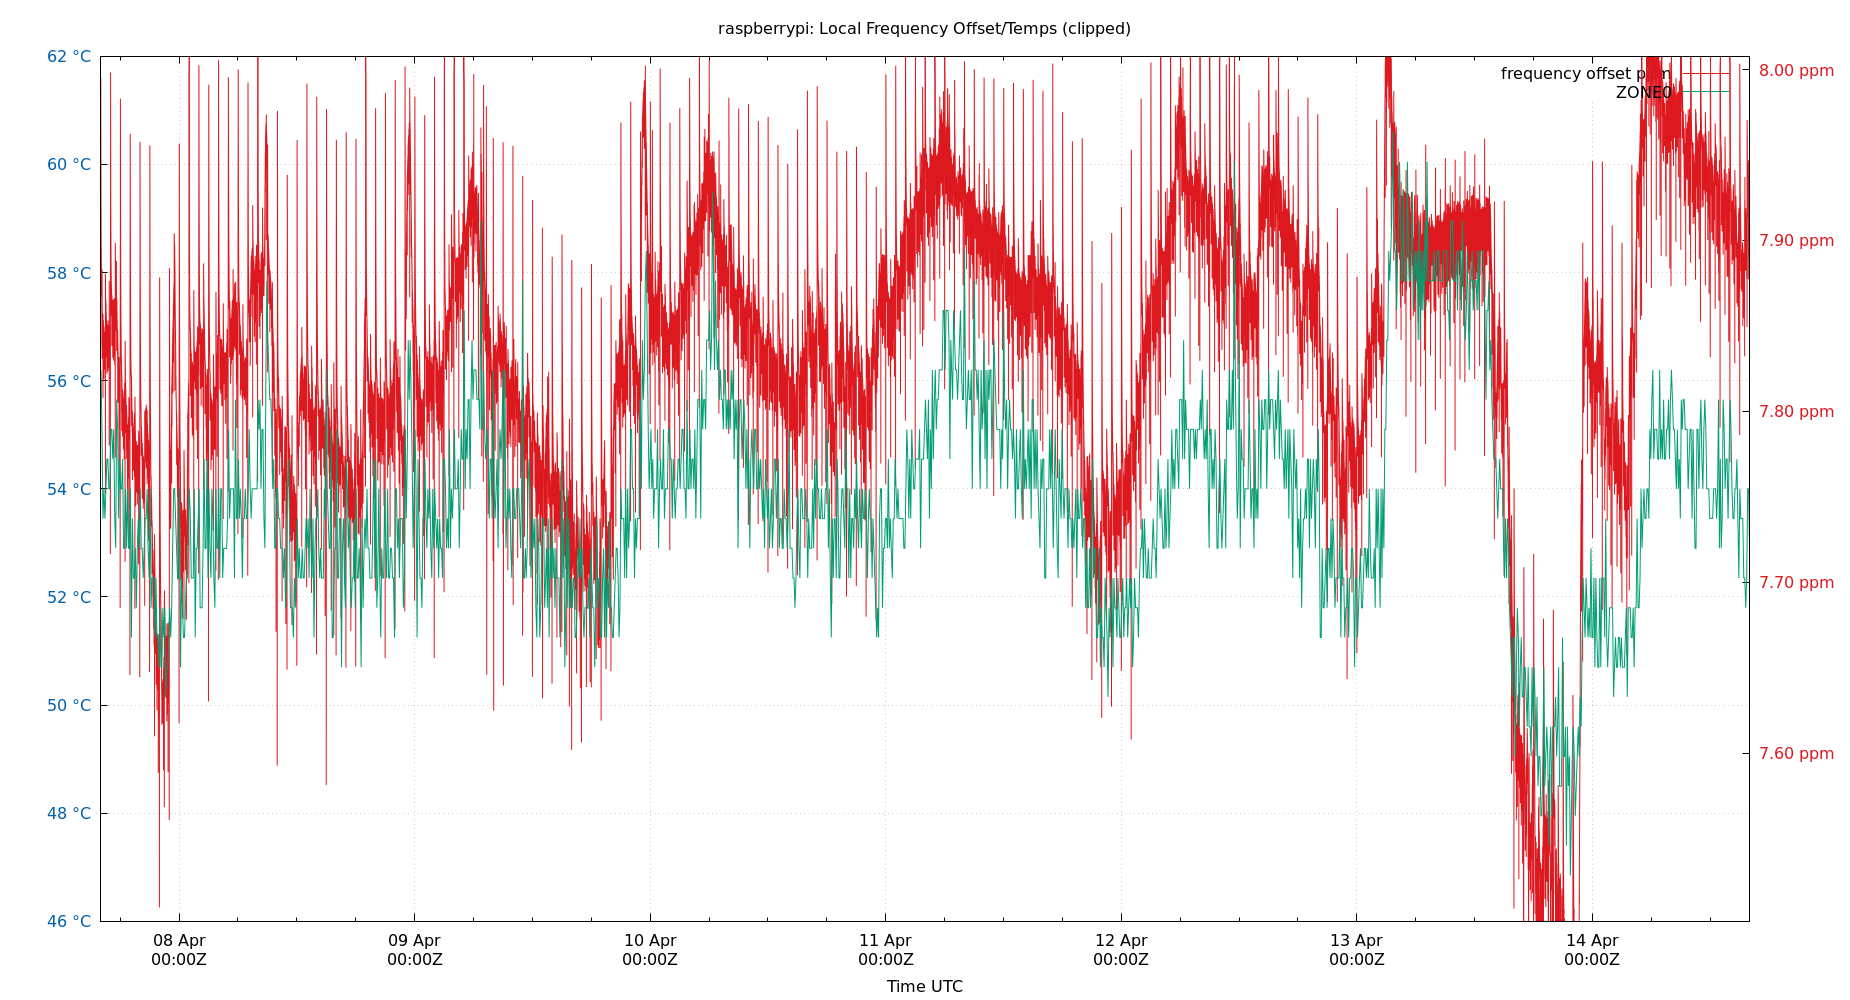 raspberrypi: Local Frequency Offset/Temps (clipped)
62 °C
60 °C
58 °C
56 °C
54 °C
52 °C
50 °C
48 °C
46 °C
frequency offset ppm
ZONE0
8.00 ppm
7.90 ppm
7.80 ppm
7.70 ppm
7.60 ppm
08 Apr
00:00Z
09 Apr
00:00Z
10 Apr
00:00Z
11 Apr
00:00Z
12 Apr
00:00Z
13 Apr
00:00Z
14 Apr
00:00Z
Time UTC